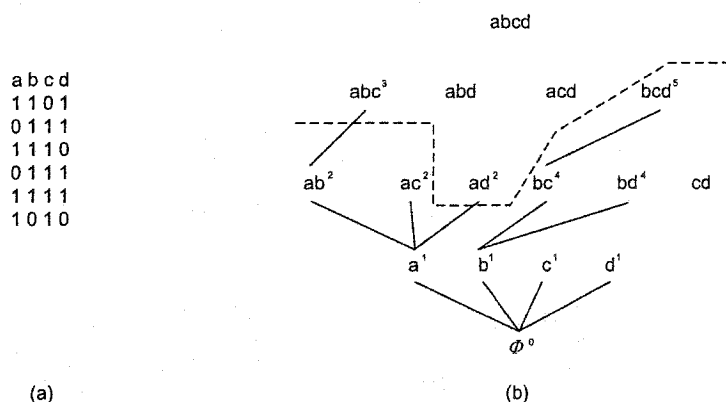 abcd
a b c d
1 1 0 1
0 1 1 1
1 1 1 0
0 1 1 1
1 1 1 1
1 0 1 0
abc³ abd acd bcd⁵
ab² ac² ad² bc⁴ bd⁴ cd
a¹ b¹ c¹ d¹
Φ⁰
(a) (b)